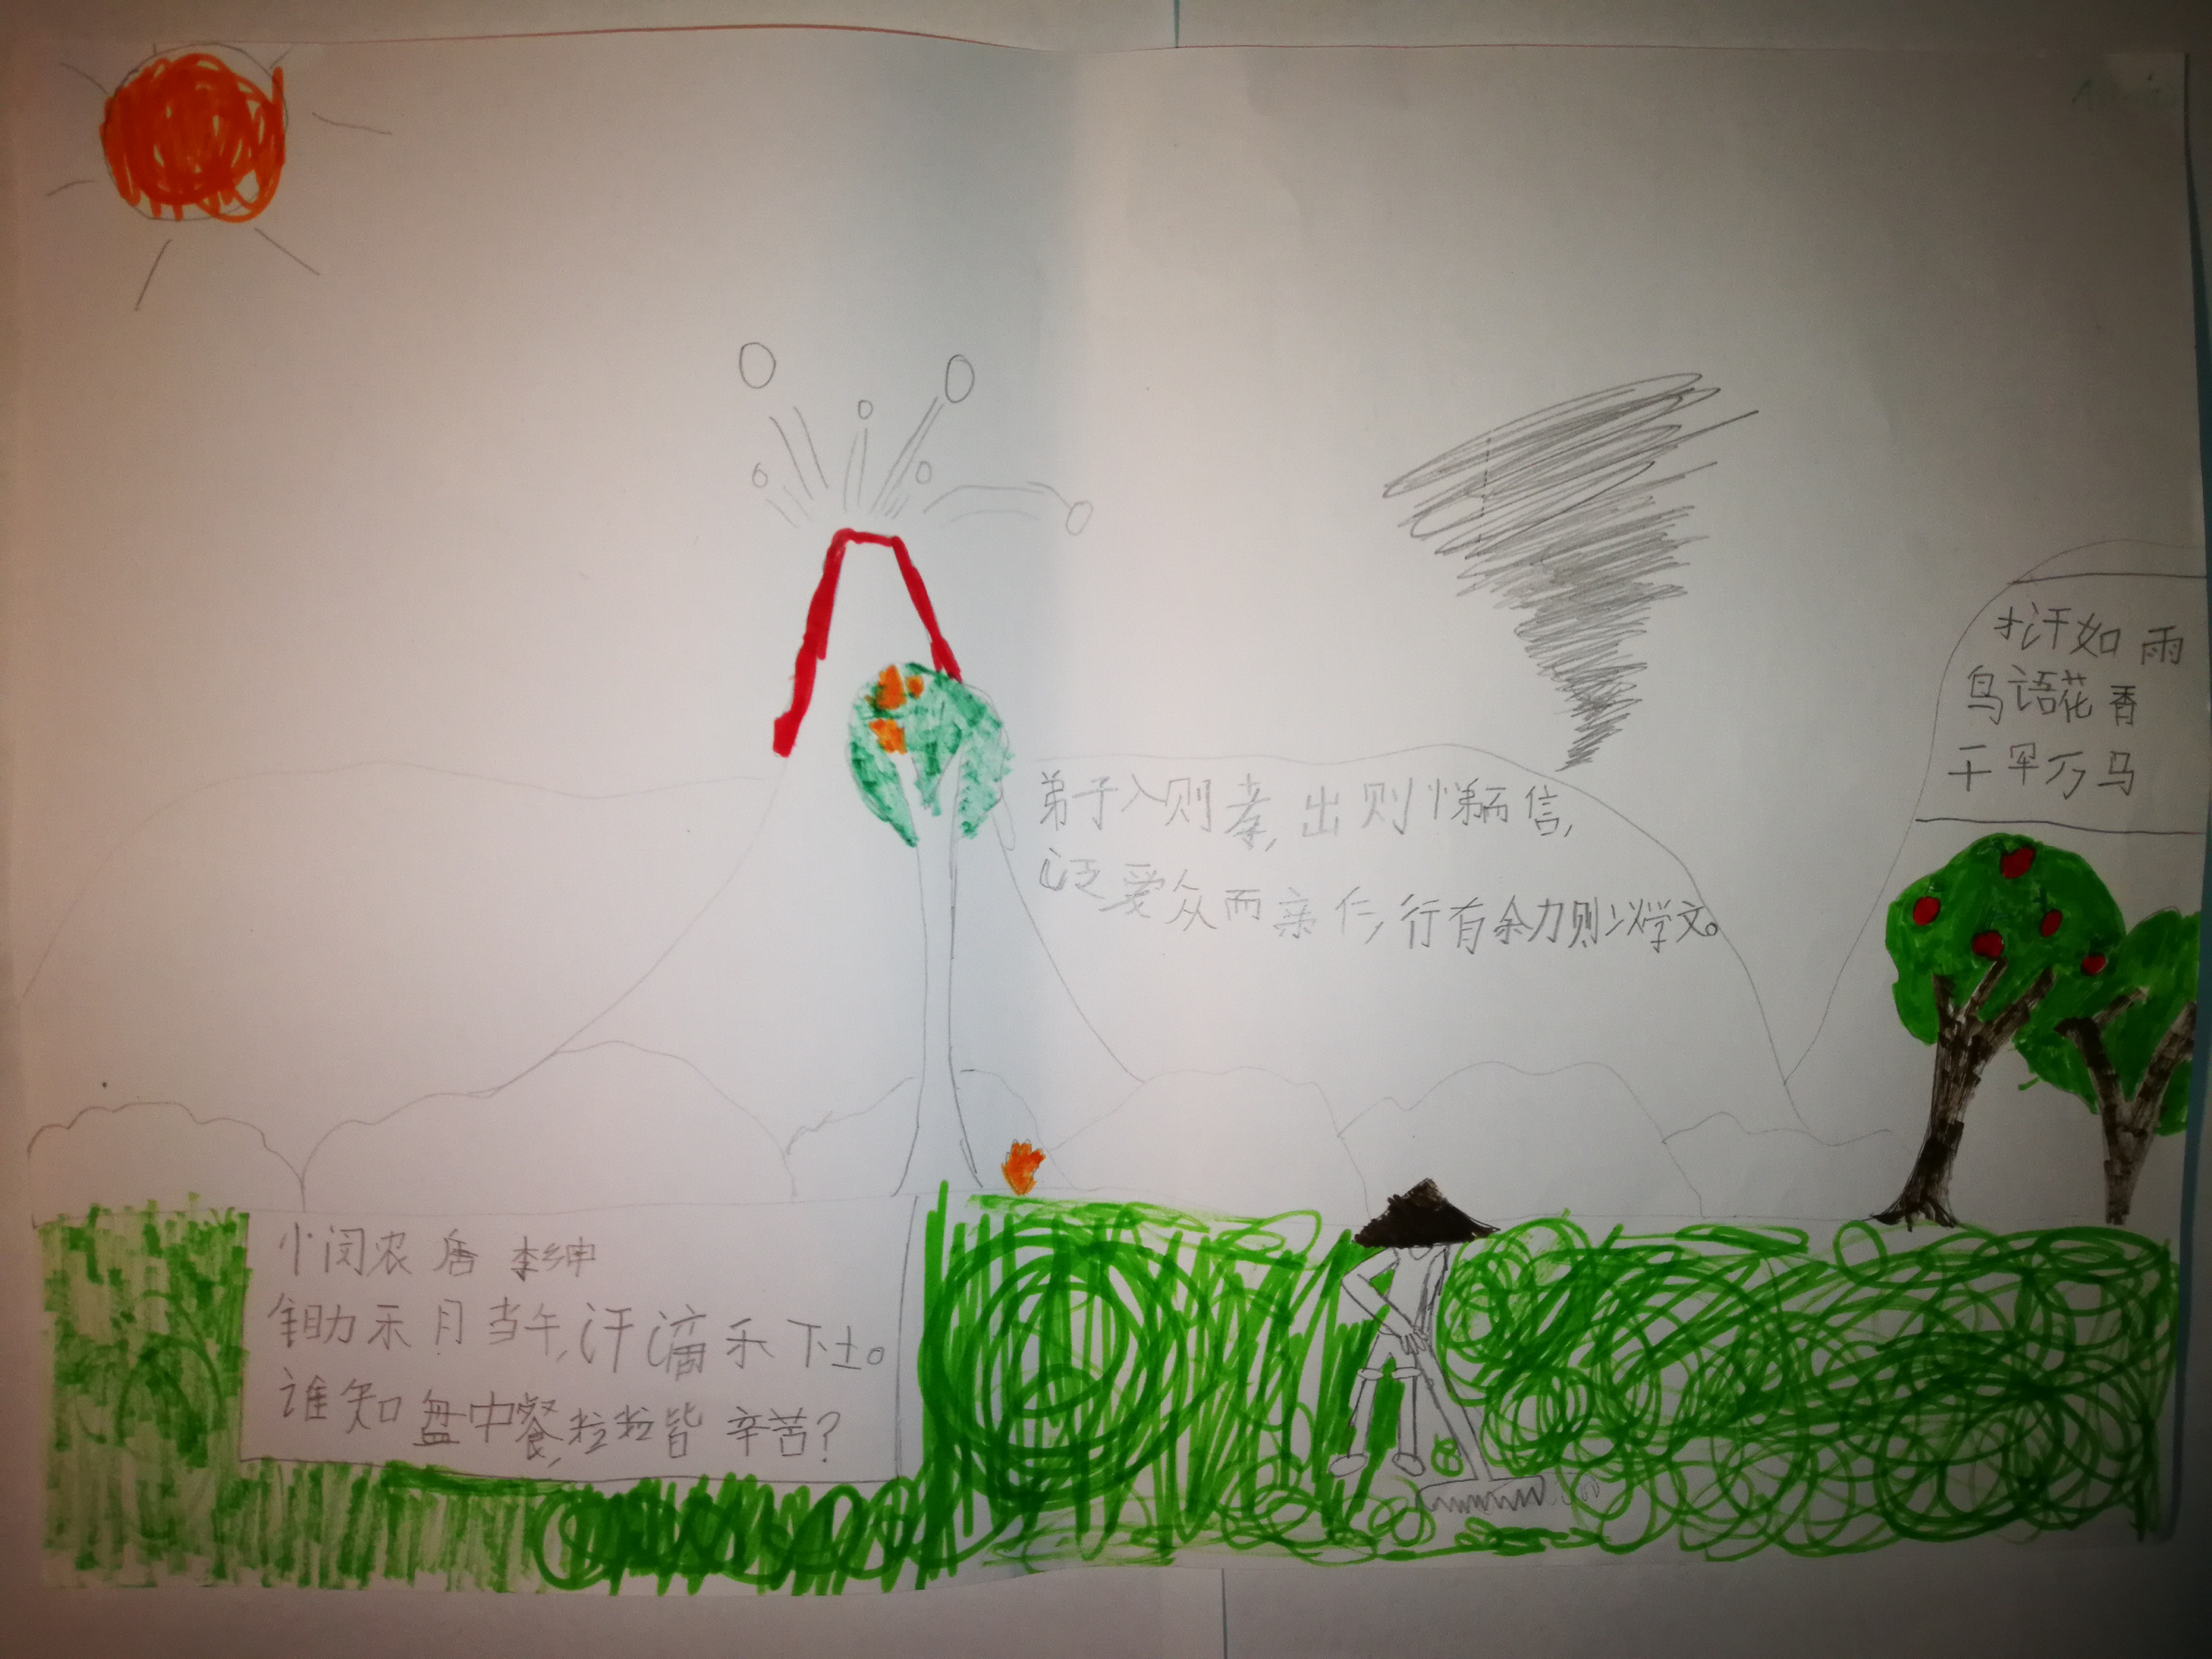 汗如雨
鸟语花香
千军万马
弟子入则孝,出则悌而信,
泛爱众而亲仁,行有余力则以学文。
悯农 唐 李绅
锄禾日当午,汗滴禾下土。
谁知盘中餐,粒粒皆辛苦?